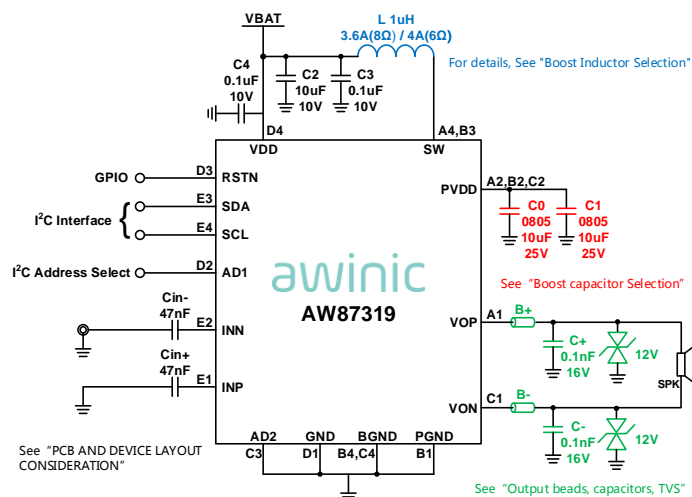 VBAT
L 1uH
3.6A(8Ω) / 4A(6Ω)
For details, See "Boost Inductor Selection"
C4
0.1uF
10V
C2
10uF
10V
C3
0.1uF
10V
D4
VDD
A4,B3
SW
GPIO
D3
RSTN
E3
SDA
I²C Interface
E4
SCL
I²C Address Select
D2
AD1
PVDD
A2,B2,C2
C0
0805
10uF
25V
C1
0805
10uF
25V
See “Boost capacitor Selection”
awinic
AW87319
Cin-
47nF
E2
INN
Cin+
47nF
E1
INP
VOP
A1
B+
C+
0.1nF
16V
12V
SPK
VON
C1
B-
C-
0.1nF
16V
12V
See “Output beads, capacitors, TVS”
See “PCB AND DEVICE LAYOUT
CONSIDERATION”
AD2
C3
GND
D1
BGND
B4,C4
PGND
B1